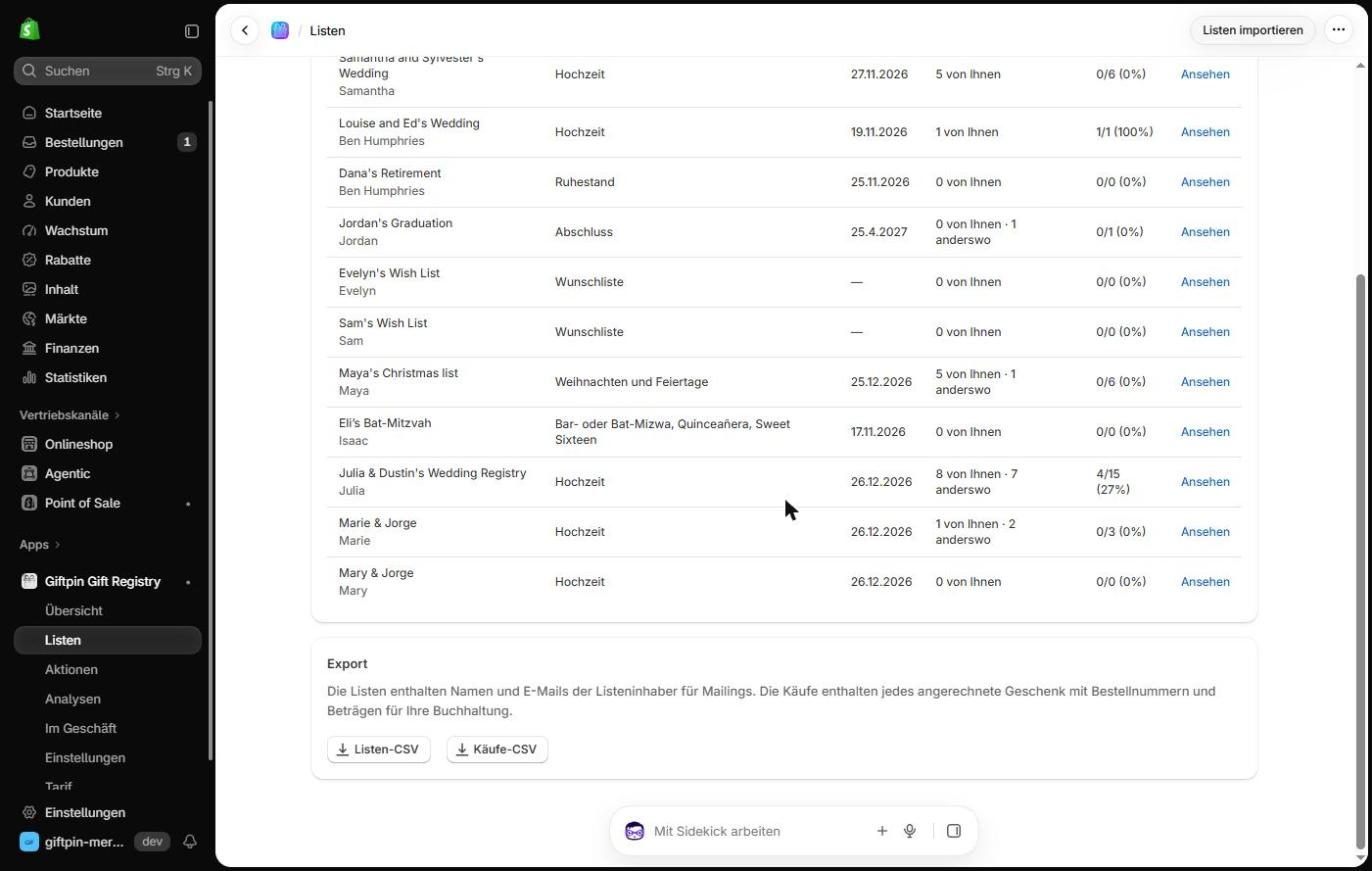 Suchen Strg K
Startseite
Bestellungen 1
Produkte
Kunden
Wachstum
Rabatte
Inhalt
Märkte
Finanzen
Statistiken
Vertriebskanäle
Onlineshop
Agentic
Point of Sale
Apps
Giftpin Gift Registry
Übersicht
Listen
Aktionen
Analysen
Im Geschäft
Einstellungen
Tarif
Einstellungen
giftpin-mer... dev
/ Listen
Listen importieren
Samantha and Sylvester's
Wedding
Samantha
Hochzeit 27.11.2026 5 von Ihnen 0/6 (0%) Ansehen
Louise and Ed's Wedding
Ben Humphries
Hochzeit 19.11.2026 1 von Ihnen 1/1 (100%) Ansehen
Dana's Retirement
Ben Humphries
Ruhestand 25.11.2026 0 von Ihnen 0/0 (0%) Ansehen
Jordan's Graduation
Jordan
Abschluss 25.4.2027 0 von Ihnen · 1
anderswo
0/1 (0%) Ansehen
Evelyn's Wish List
Evelyn
Wunschliste — 0 von Ihnen 0/0 (0%) Ansehen
Sam's Wish List
Sam
Wunschliste — 0 von Ihnen 0/0 (0%) Ansehen
Maya's Christmas list
Maya
Weihnachten und Feiertage 25.12.2026 5 von Ihnen · 1
anderswo
0/6 (0%) Ansehen
Eli's Bat-Mitzvah
Isaac
Bar- oder Bat-Mizwa, Quinceañera, Sweet
Sixteen
17.11.2026 0 von Ihnen 0/0 (0%) Ansehen
Julia & Dustin's Wedding Registry
Julia
Hochzeit 26.12.2026 8 von Ihnen · 7
anderswo
4/15
(27%)
Ansehen
Marie & Jorge
Marie
Hochzeit 26.12.2026 1 von Ihnen · 2
anderswo
0/3 (0%) Ansehen
Mary & Jorge
Mary
Hochzeit 26.12.2026 0 von Ihnen 0/0 (0%) Ansehen
Export
Die Listen enthalten Namen und E-Mails der Listeninhaber für Mailings. Die Käufe enthalten jedes angerechnete Geschenk mit Bestellnummern und
Beträgen für Ihre Buchhaltung.
Listen-CSV Käufe-CSV
Mit Sidekick arbeiten